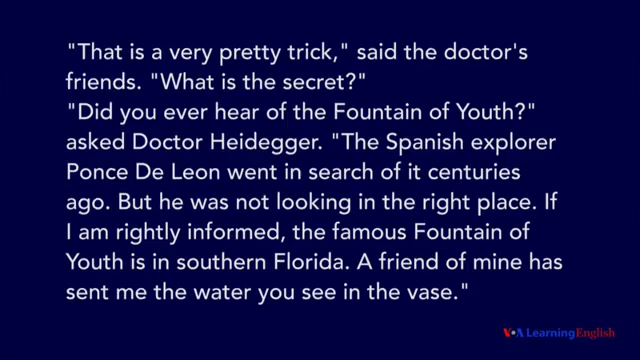 "That is a very pretty trick," said the doctor's
friends. "What is the secret?"
"Did you ever hear of the Fountain of Youth?"
asked Doctor Heidegger. "The Spanish explorer
Ponce De Leon went in search of it centuries
ago. But he was not looking in the right place. If
I am rightly informed, the famous Fountain of
Youth is in southern Florida. A friend of mine has
sent me the water you see in the vase."
VOA LearningEnglish